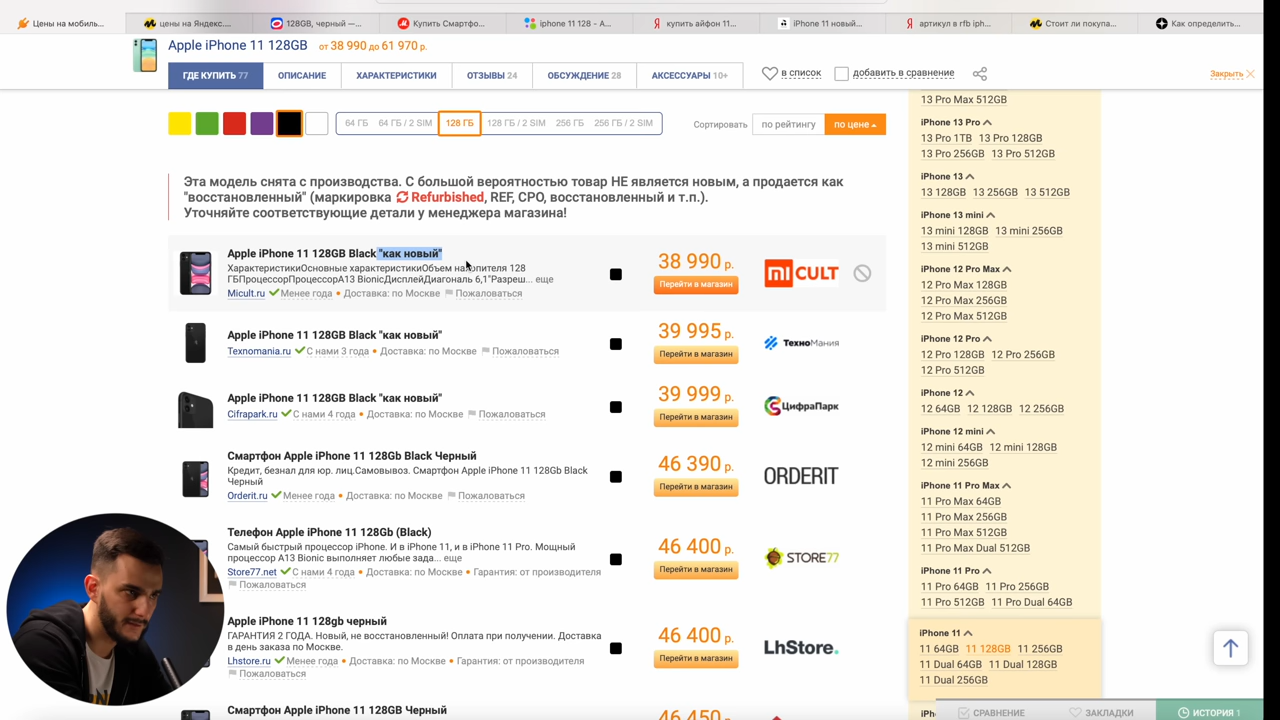 Цены на мобиль...
цены на Яндекс....
128GB, черный —...
Купить Смартфо...
iphone 11 128 - А...
купить айфон 11...
iPhone 11 новый...
артикул в rfb iph...
Стоит ли покупа...
Как определить...
Apple iPhone 11 128GB от 38 990 до 61 970 р.
ГДЕ КУПИТЬ 77
ОПИСАНИЕ
ХАРАКТЕРИСТИКИ
ОТЗЫВЫ 24
ОБСУЖДЕНИЕ 28
АКСЕССУАРЫ 10+
в список
добавить в сравнение
Закрыть
64 ГБ 64 ГБ / 2 SIM 128 ГБ 128 ГБ / 2 SIM 256 ГБ 256 ГБ / 2 SIM
Сортировать по рейтингу по цене
Эта модель снята с производства. С большой вероятностью товар НЕ является новым, а продается как
"восстановленный" (маркировка Refurbished, REF, CPO, восстановленный и т.п.).
Уточняйте соответствующие детали у менеджера магазина!
Apple iPhone 11 128GB Black "как новый"
ХарактеристикиОсновные характеристикиОбъем накопителя 128
ГБПроцессорПроцессорA13 BionicДисплейДиагональ 6,1"Разреш... еще
Micult.ru Менее года • Доставка: по Москве Пожаловаться
38 990 р.
Перейти в магазин
MICULT
Apple iPhone 11 128GB Black "как новый"
Texnomania.ru С нами 3 года • Доставка: по Москве Пожаловаться
39 995 р.
Перейти в магазин
ТехноМания
Apple iPhone 11 128GB Black "как новый"
Cifrapark.ru С нами 4 года • Доставка: по Москве Пожаловаться
39 999 р.
Перейти в магазин
ЦифраПарк
Смартфон Apple iPhone 11 128Gb Black Черный
Кредит, безнал для юр. лиц.Самовывоз. Смартфон Apple iPhone 11 128Gb Black
Черный
Orderit.ru Менее года • Доставка: по Москве Пожаловаться
46 390 р.
Перейти в магазин
ORDERIT
Телефон Apple iPhone 11 128Gb (Black)
Самый быстрый процессор iPhone. И в iPhone 11, и в iPhone 11 Pro. Мощный
процессор A13 Bionic выполняет любые зада... еще
Store77.net С нами 4 года • Доставка: по Москве • Гарантия: от производителя
Пожаловаться
46 400 р.
Перейти в магазин
STORE77
Apple iPhone 11 128gb черный
ГАРАНТИЯ 2 ГОДА. Новый, не восстановленный! Оплата при получении. Доставка
в день заказа по Москве.
Lhstore.ru Менее года • Доставка: по Москве • Гарантия: от производителя
Пожаловаться
46 400 р.
Перейти в магазин
LhStore.
Смартфон Apple iPhone 11 128GB Черный
46 450 р.
13 Pro Max 512GB
iPhone 13 Pro
13 Pro 1TB 13 Pro 128GB
13 Pro 256GB 13 Pro 512GB
iPhone 13
13 128GB 13 256GB 13 512GB
iPhone 13 mini
13 mini 128GB 13 mini 256GB
13 mini 512GB
iPhone 12 Pro Max
12 Pro Max 128GB
12 Pro Max 256GB
12 Pro Max 512GB
iPhone 12 Pro
12 Pro 128GB 12 Pro 256GB
12 Pro 512GB
iPhone 12
12 64GB 12 128GB 12 256GB
iPhone 12 mini
12 mini 64GB 12 mini 128GB
12 mini 256GB
iPhone 11 Pro Max
11 Pro Max 64GB
11 Pro Max 256GB
11 Pro Max 512GB
11 Pro Max Dual 512GB
iPhone 11 Pro
11 Pro 64GB 11 Pro 256GB
11 Pro 512GB 11 Pro Dual 64GB
iPhone 11
11 64GB 11 128GB 11 256GB
11 Dual 64GB 11 Dual 128GB
11 Dual 256GB
СРАВНЕНИЕ
ЗАКЛАДКИ
ИСТОРИЯ 1